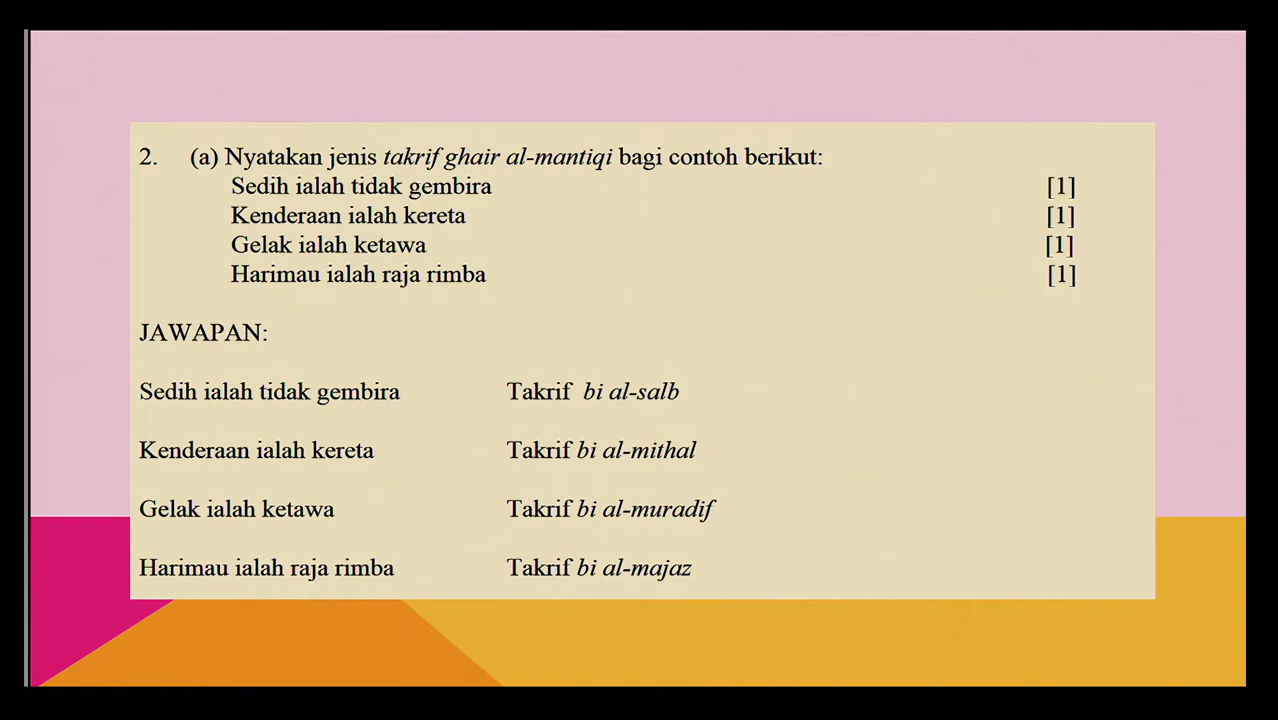 2. (a) Nyatakan jenis takrif ghair al-mantiqi bagi contoh berikut:
Sedih ialah tidak gembira [1]
Kenderaan ialah kereta [1]
Gelak ialah ketawa [1]
Harimau ialah raja rimba [1]
JAWAPAN:
Sedih ialah tidak gembira Takrif bi al-salb
Kenderaan ialah kereta Takrif bi al-mithal
Gelak ialah ketawa Takrif bi al-muradif
Harimau ialah raja rimba Takrif bi al-majaz